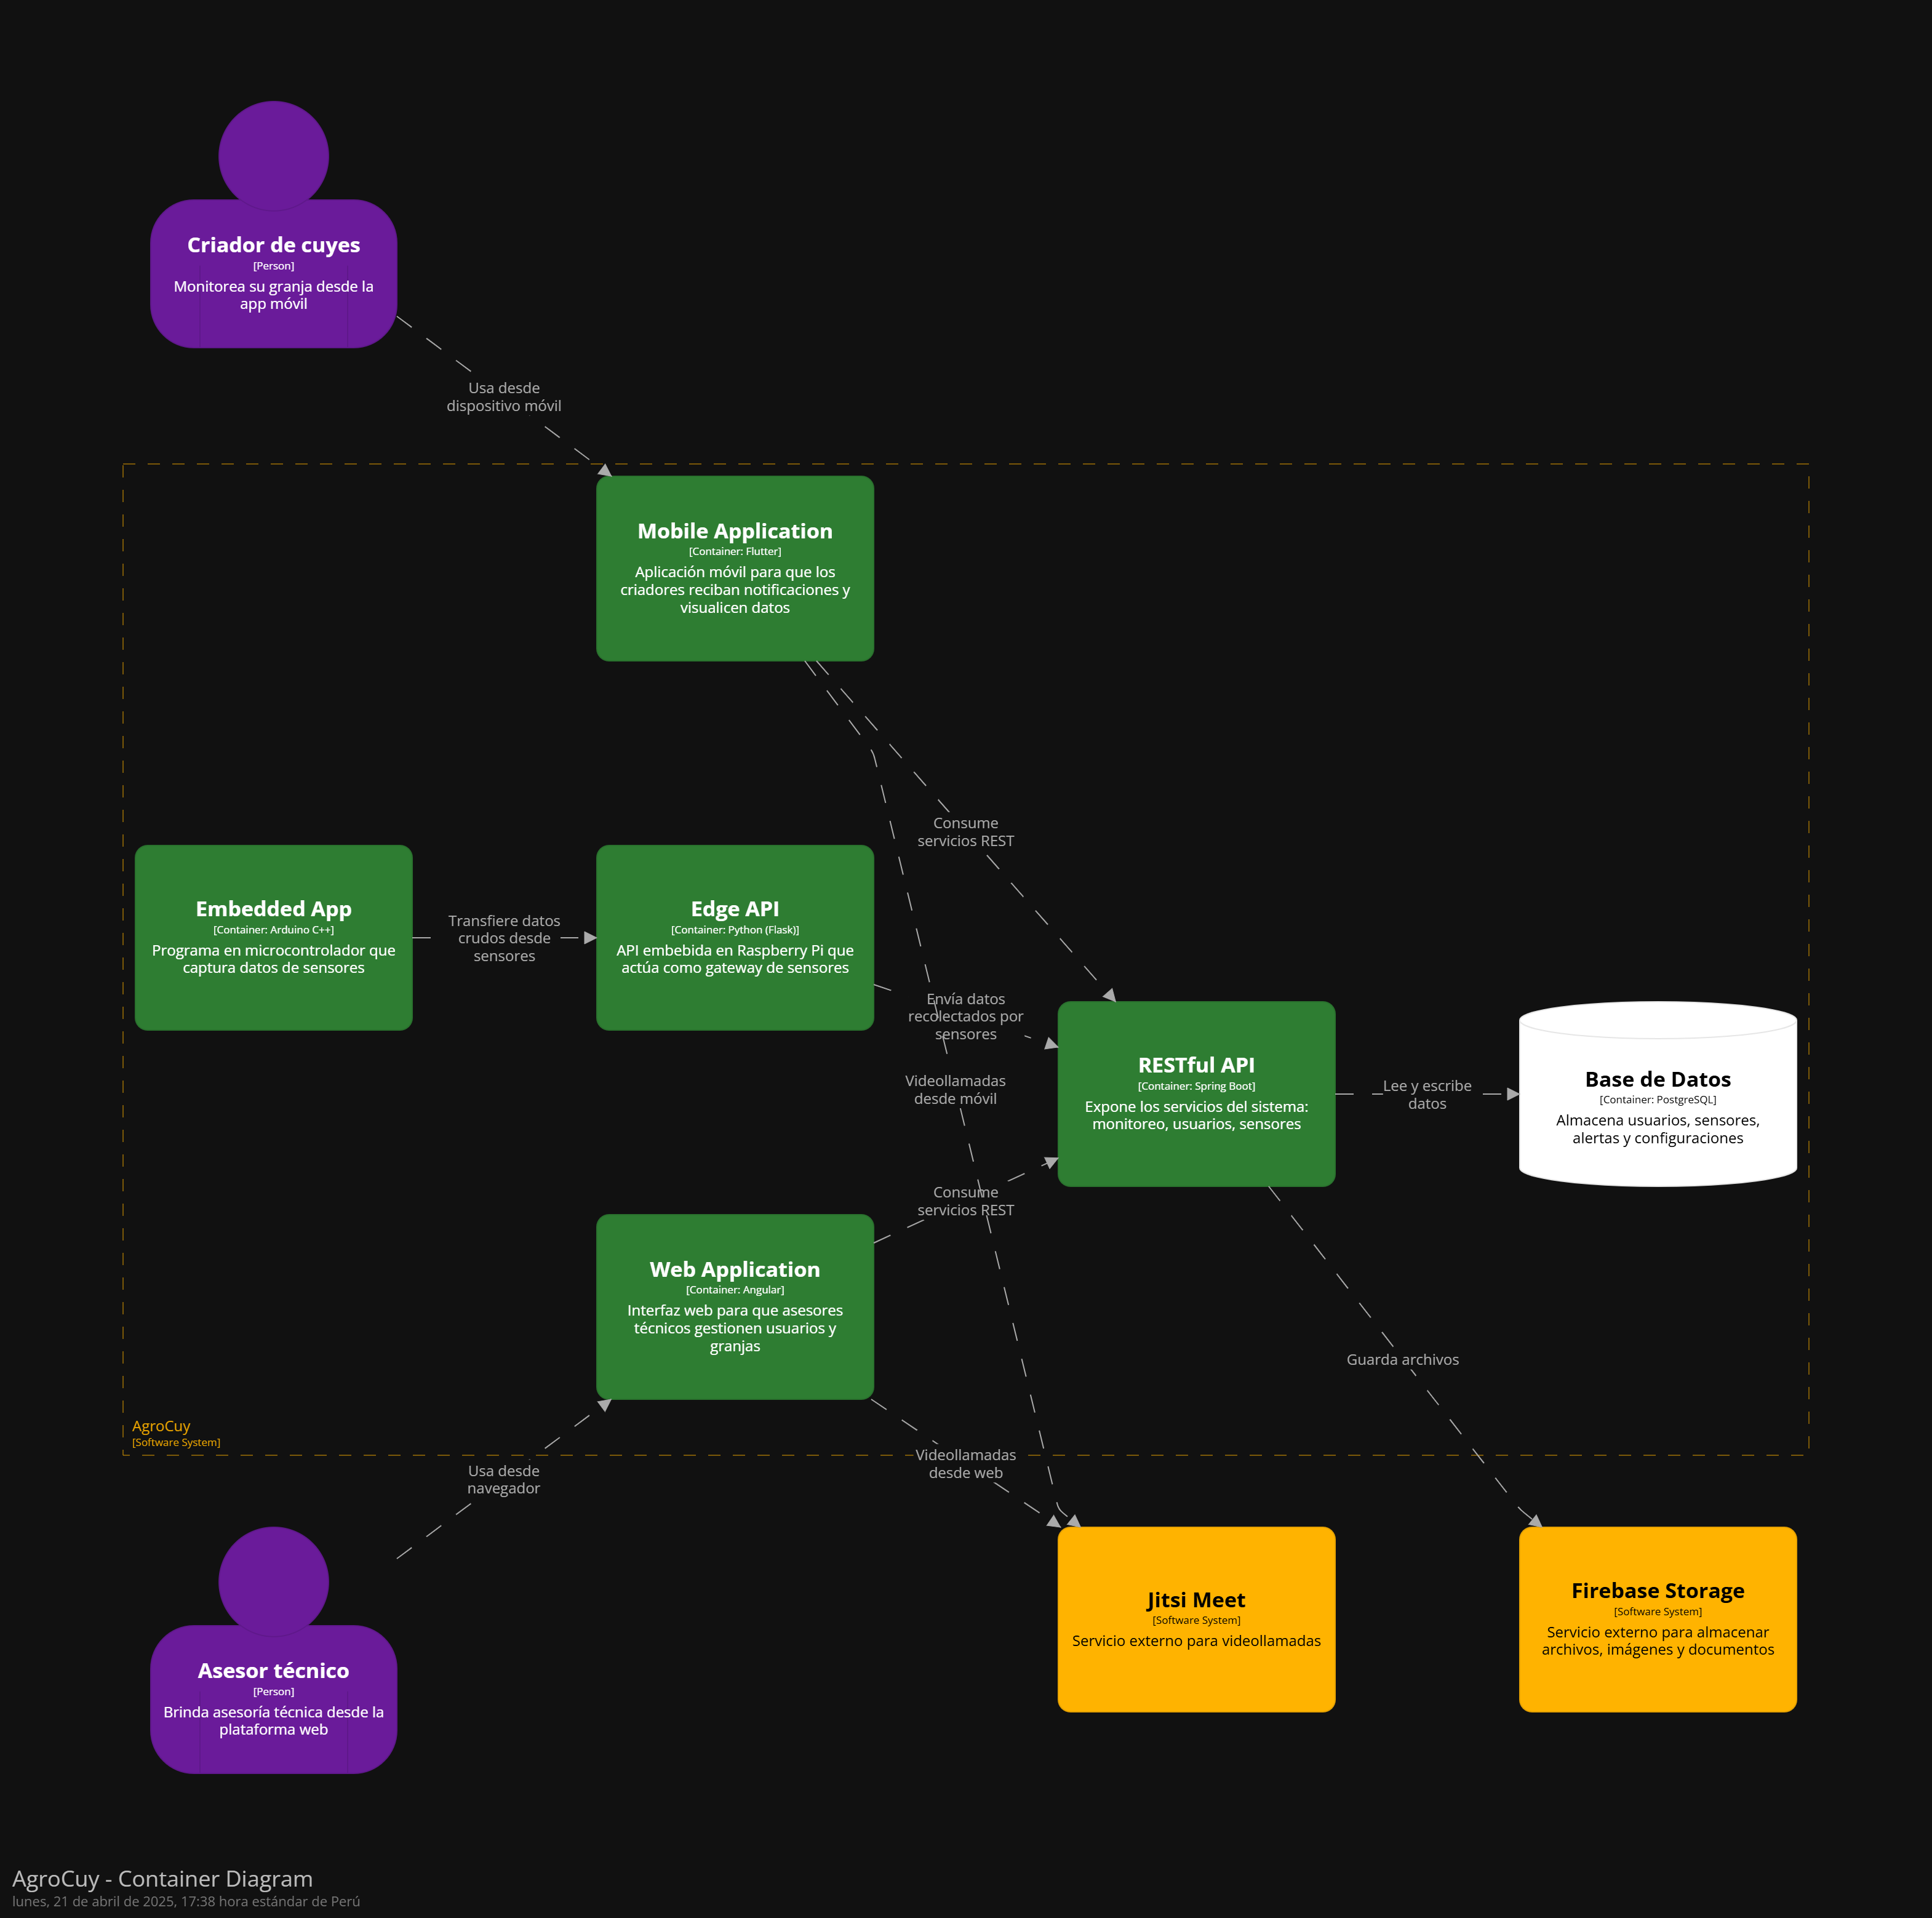 Criador de cuyes
[Person]
Monitorea su granja desde la
app móvil
Usa desde
dispositivo móvil
Mobile Application
[Container: Flutter]
Aplicación móvil para que los
criadores reciban notificaciones y
visualicen datos
Consume
servicios REST
Embedded App
[Container: Arduino C++]
Programa en microcontrolador que
captura datos de sensores
Transfiere datos
crudos desde
sensores
Edge API
[Container: Python (Flask)]
API embebida en Raspberry Pi que
actúa como gateway de sensores
Envía datos
recolectados por
sensores
Videollamadas
desde móvil
RESTful API
[Container: Spring Boot]
Expone los servicios del sistema:
monitoreo, usuarios, sensores
Lee y escribe
datos
Base de Datos
[Container: PostgreSQL]
Almacena usuarios, sensores,
alertas y configuraciones
Consume
servicios REST
Web Application
[Container: Angular]
Interfaz web para que asesores
técnicos gestionen usuarios y
granjas
Guarda archivos
AgroCuy
[Software System]
Usa desde
navegador
Videollamadas
desde web
Asesor técnico
[Person]
Brinda asesoría técnica desde la
plataforma web
Jitsi Meet
[Software System]
Servicio externo para videollamadas
Firebase Storage
[Software System]
Servicio externo para almacenar
archivos, imágenes y documentos
AgroCuy - Container Diagram
lunes, 21 de abril de 2025, 17:38 hora estándar de Perú